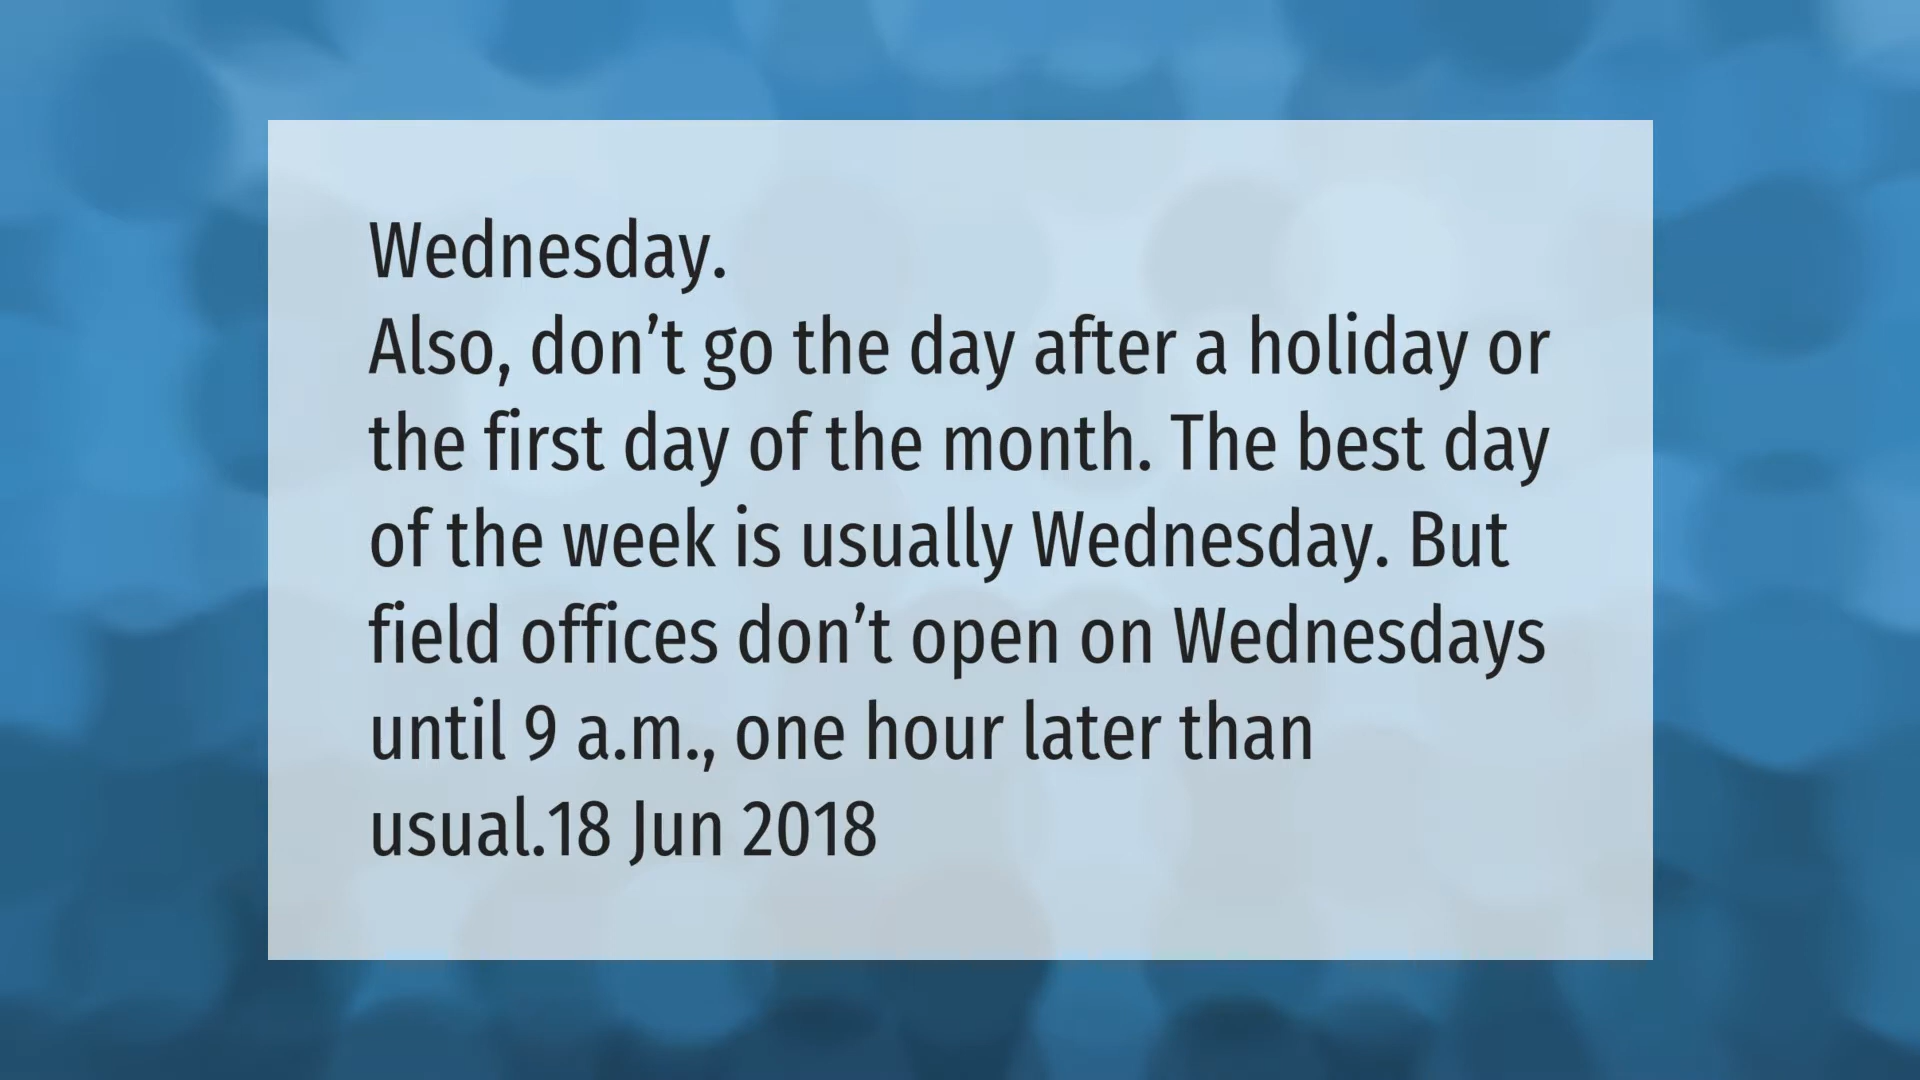 Wednesday.
Also, don’t go the day after a holiday or
the first day of the month. The best day
of the week is usually Wednesday. But
field offices don’t open on Wednesdays
until 9 a.m., one hour later than
usual.18 Jun 2018